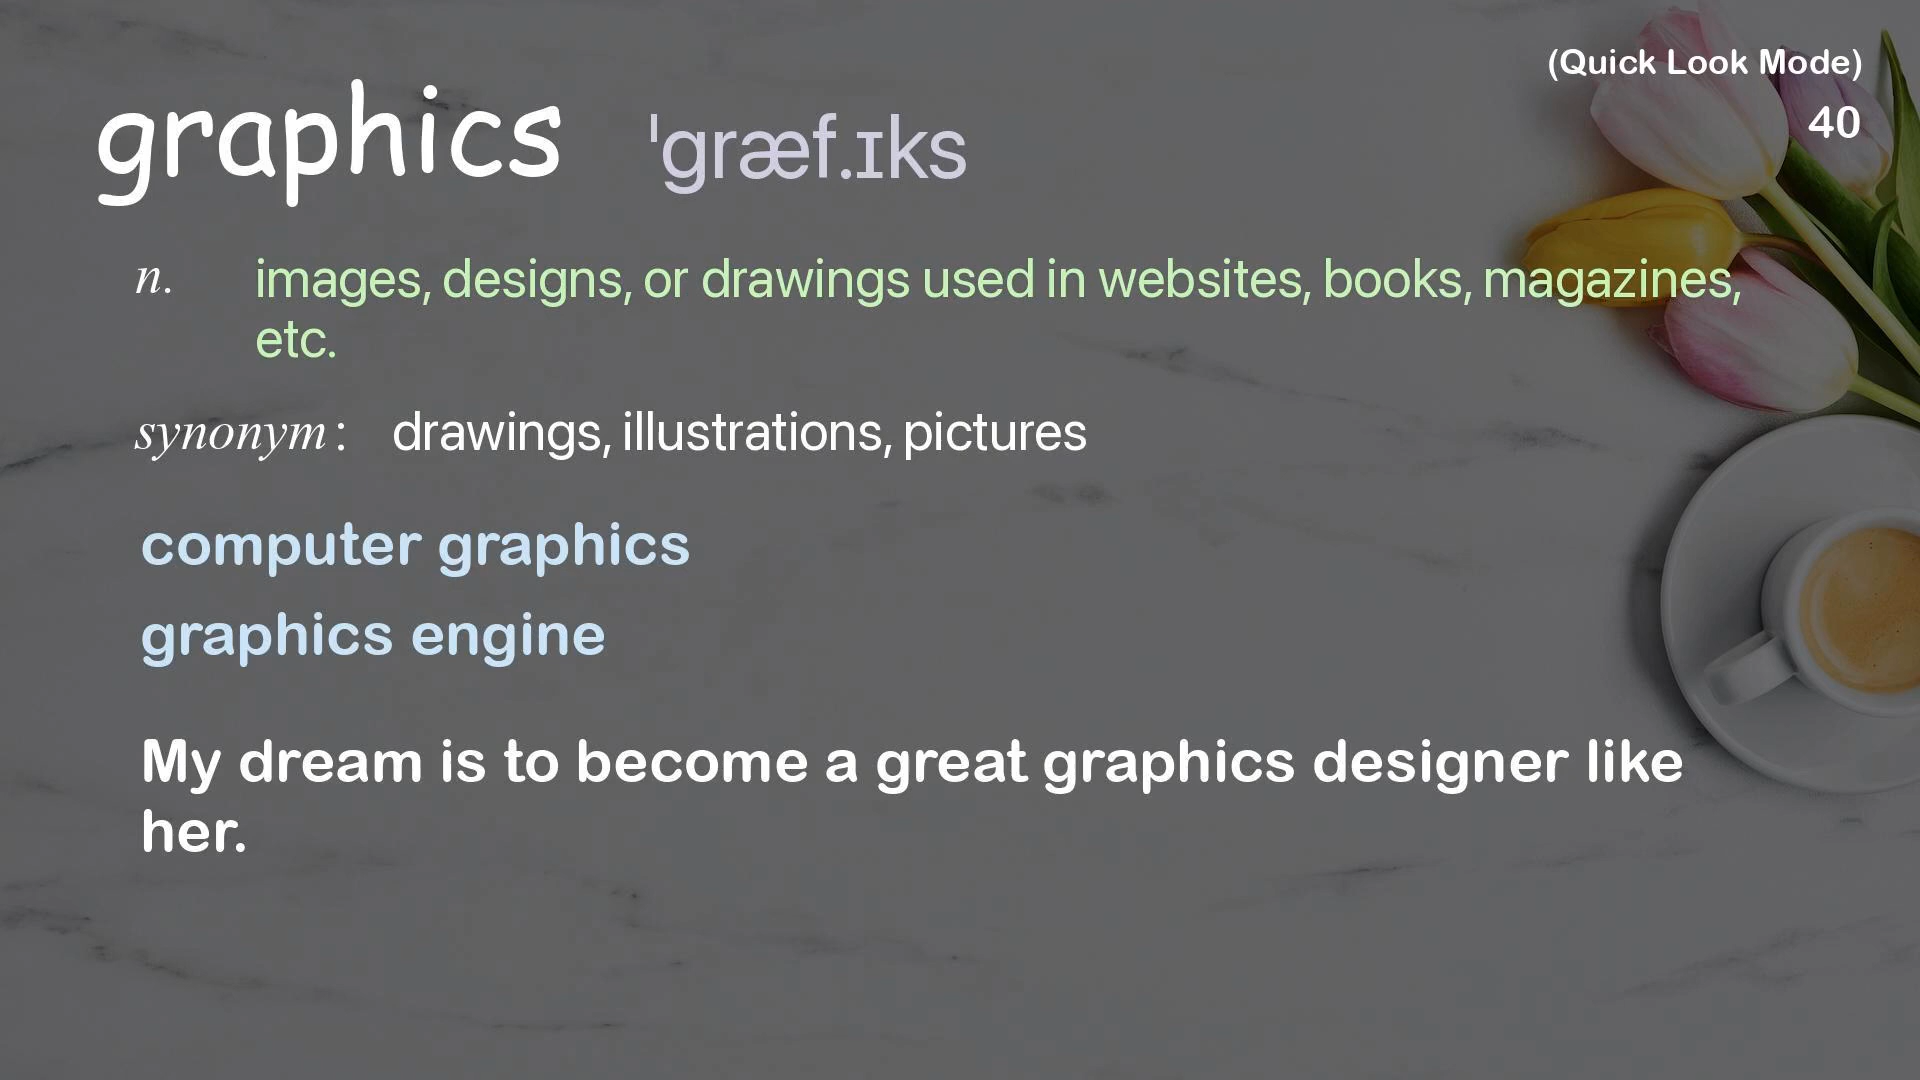 (Quick Look Mode)
40
graphics ˈgræf.ɪks
n. images, designs, or drawings used in websites, books, magazines,
etc.
synonym: drawings, illustrations, pictures
computer graphics
graphics engine
My dream is to become a great graphics designer like
her.